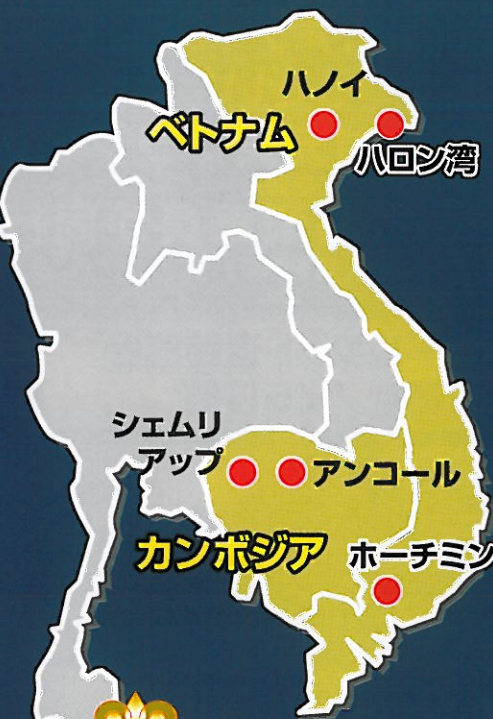 ハノイ
ベトナム
ハロン湾
シェムリ
アップ
アンコール
カンボジア
ホーチミン